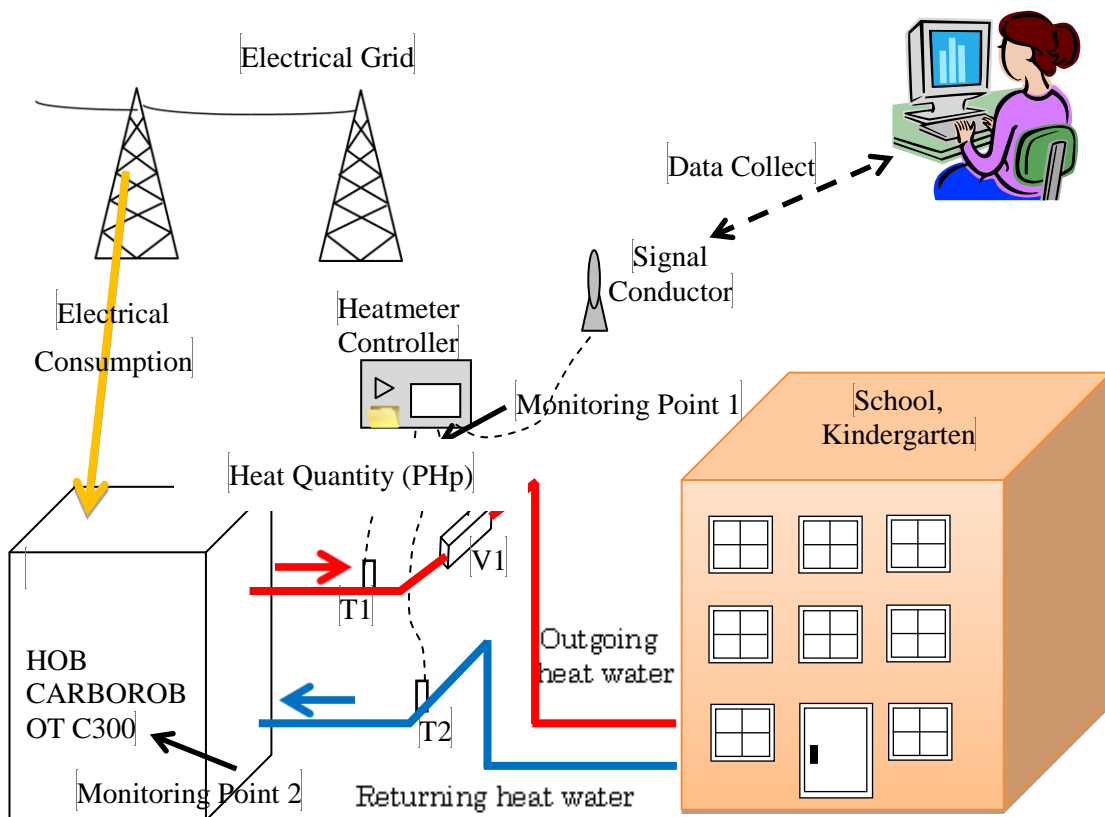 Electrical Grid
Data Collect
Signal
Conductor
Electrical
Consumption
Heatmeter
Controller
Monitoring Point 1
School,
Kindergarten
Heat Quantity (PHp)
V1
T1
HOB
CARBOROB
OT C300
Outgoing
heat water
T2
Monitoring Point 2
Returning heat water